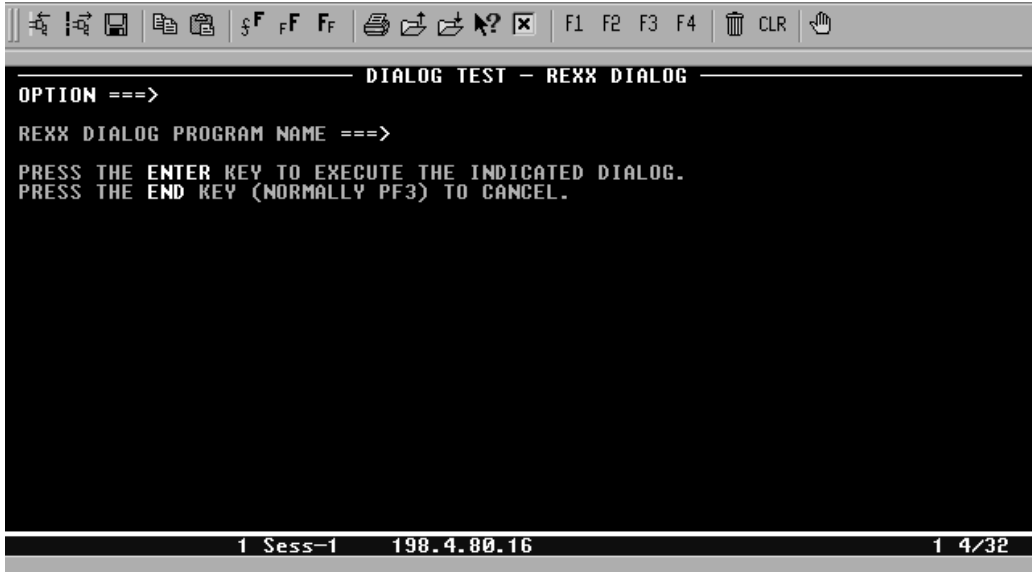 F F F F1 F2 F3 F4 CLR
DIALOG TEST — REXX DIALOG
OPTION ===>
REXX DIALOG PROGRAM NAME ===>
PRESS THE ENTER KEY TO EXECUTE THE INDICATED DIALOG.
PRESS THE END KEY (NORMALLY PF3) TO CANCEL.
1 Sess-1 198.4.80.16 1 4/32